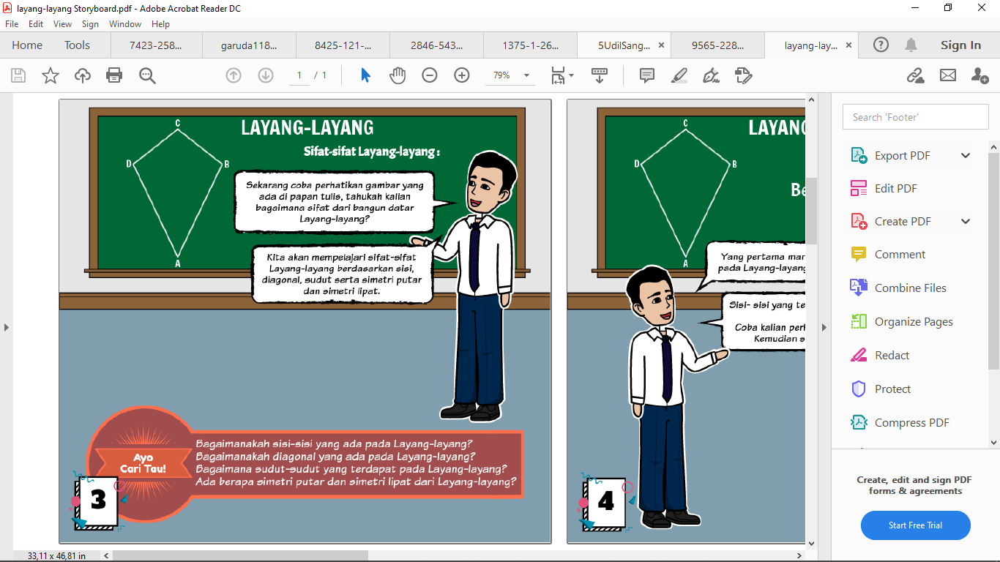 layang-layang Storyboard.pdf - Adobe Acrobat Reader DC
File Edit View Sign Window Help
Home Tools 7423-258... garuda118... 8425-121-... 2846-543... 1375-1-26... 5UdilSang... 9565-228... layang-lay... Sign In
1 / 1 79%
LAYANG-LAYANG
Sifat-sifat Layang-layang :
C
D
B
A
Sekarang coba perhatikan gambar yang
ada di papan tulis, tahukah kalian
bagaimana sifat dari bangun datar
Layang-layang?
Kita akan mempelajari sifat-sifat
Layang-layang berdasarkan sisi,
diagonal, sudut serta simetri putar
dan simetri lipat.
Ayo
Cari Tau!
Bagaimanakah sisi-sisi yang ada pada Layang-layang?
Bagaimanakah diagonal yang ada pada Layang-layang?
Bagaimana sudut-sudut yang terdapat pada Layang-layang?
Ada berapa simetri putar dan simetri lipat dari Layang-layang?
3
LAYANG
Be
C
D
B
A
Yang pertama mar
pada Layang-layang
Sisi- sisi yang te
Coba kalian perh
Kemudian s
4
Search 'Footer'
Export PDF
Edit PDF
Create PDF
Comment
Combine Files
Organize Pages
Redact
Protect
Compress PDF
Create, edit and sign PDF
forms & agreements
Start Free Trial
33,11 x 46,81 in